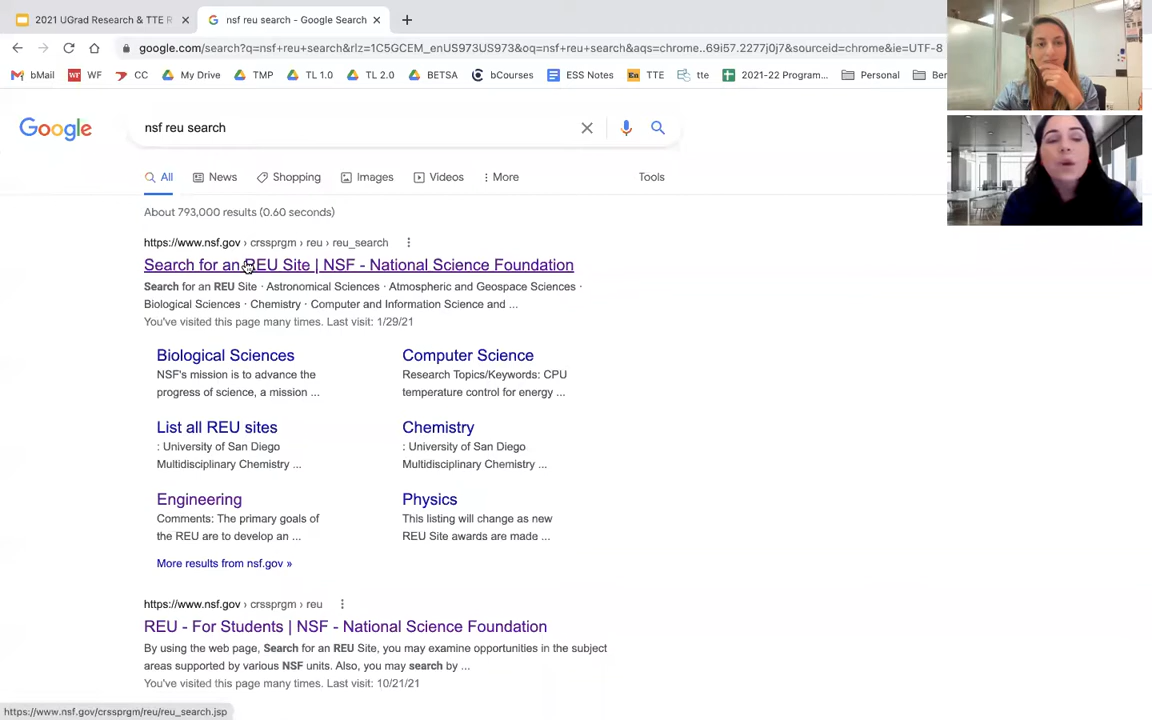 2021 UGrad Research & TTE R
nsf reu search - Google Search
google.com/search?q=nsf+reu+search&rlz=1C5GCEM_enUS973US973&oq=nsf+reu+search&aqs=chrome..69i57.2277j0j7&sourceid=chrome&ie=UTF-8
bMail WF CC My Drive TMP TL 1.0 TL 2.0 BETSA bCourses ESS Notes TTE tte 2021-22 Program... Personal Ber
Google
nsf reu search
All News Shopping Images Videos More Tools
About 793,000 results (0.60 seconds)
https://www.nsf.gov › crssprgm › reu › reu_search
Search for an REU Site | NSF - National Science Foundation
Search for an REU Site · Astronomical Sciences · Atmospheric and Geospace Sciences ·
Biological Sciences · Chemistry · Computer and Information Science and ...
You've visited this page many times. Last visit: 1/29/21
Biological Sciences
NSF's mission is to advance the
progress of science, a mission ...
Computer Science
Research Topics/Keywords: CPU
temperature control for energy ...
List all REU sites
: University of San Diego
Multidisciplinary Chemistry ...
Chemistry
: University of San Diego
Multidisciplinary Chemistry ...
Engineering
Comments: The primary goals of
the REU are to develop an ...
Physics
This listing will change as new
REU Site awards are made ...
More results from nsf.gov »
https://www.nsf.gov › crssprgm › reu
REU - For Students | NSF - National Science Foundation
By using the web page, Search for an REU Site, you may examine opportunities in the subject
areas supported by various NSF units. Also, you may search by ...
You've visited this page many times. Last visit: 10/21/21
https://www.nsf.gov/crssprgm/reu/reu_search.jsp